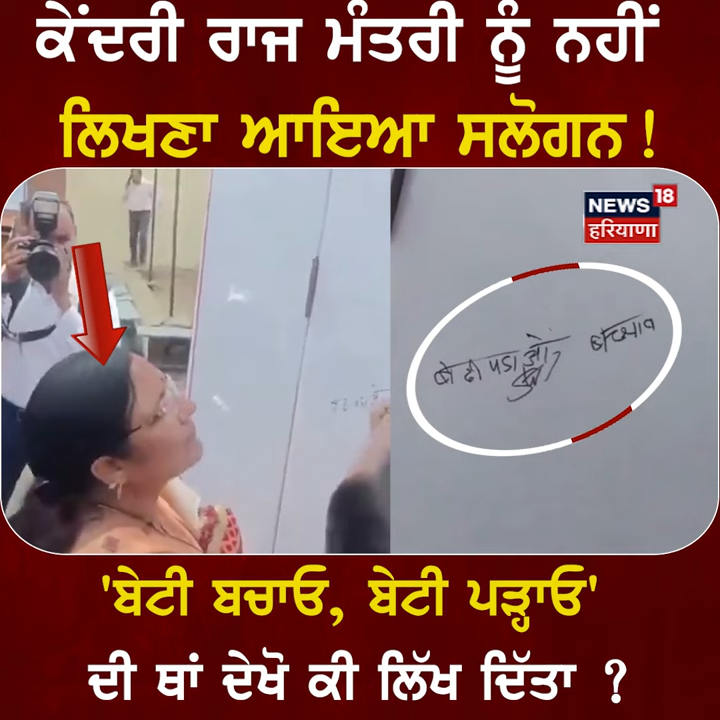 ਕੇਂਦਰੀ ਰਾਜ ਮੰਤਰੀ ਨੂੰ ਨਹੀਂ
ਲਿਖਣਾ ਆਇਆ ਸਲੋਗਨ!
NEWS 18
हरियाणा
'ਬੇਟੀ ਬਚਾਓ, ਬੇਟੀ ਪੜ੍ਹਾਓ'
ਦੀ ਥਾਂ ਦੇਖੋ ਕੀ ਲਿੱਖ ਦਿੱਤਾ ?